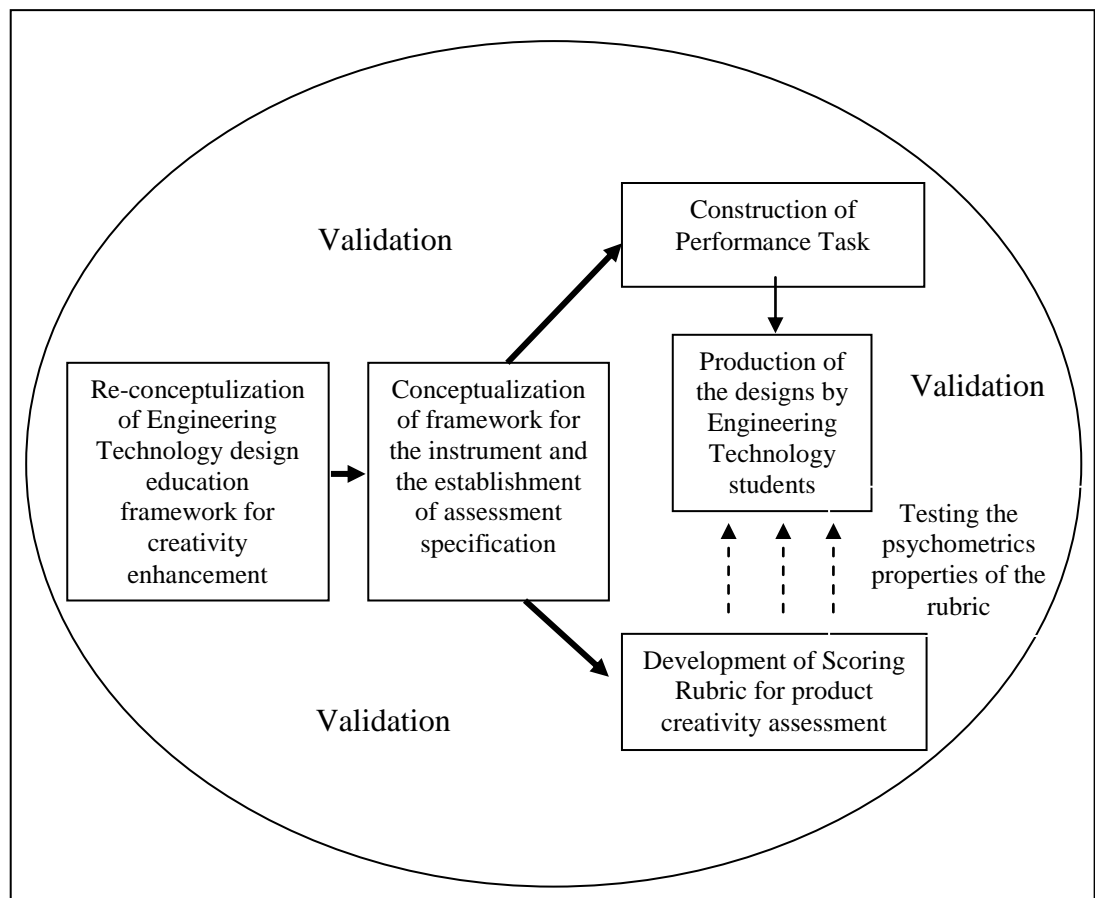 Validation
Construction of
Performance Task
Re-conceptulization
of Engineering
Technology design
education
framework for
creativity
enhancement
Conceptualization
of framework for
the instrument and
the establishment
of assessment
specification
Production of
the designs by
Engineering
Technology
students
Validation
Testing the
psychometrics
properties of the
rubric
Development of Scoring
Rubric for product
creativity assessment
Validation